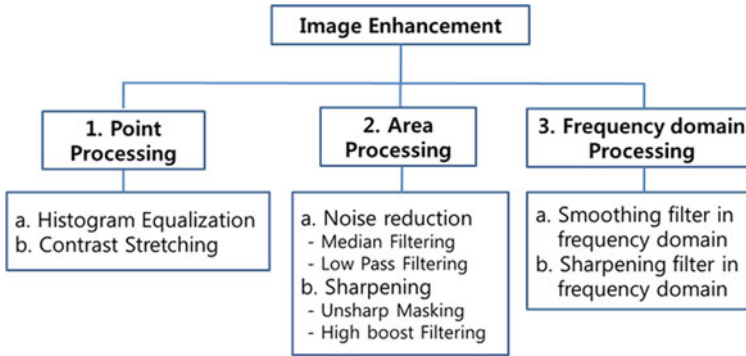 Image Enhancement
1. Point
Processing
2. Area
Processing
3. Frequency domain
Processing
a. Histogram Equalization
b. Contrast Stretching
a. Noise reduction
- Median Filtering
- Low Pass Filtering
b. Sharpening
- Unsharp Masking
- High boost Filtering
a. Smoothing filter in
frequency domain
b. Sharpening filter in
frequency domain